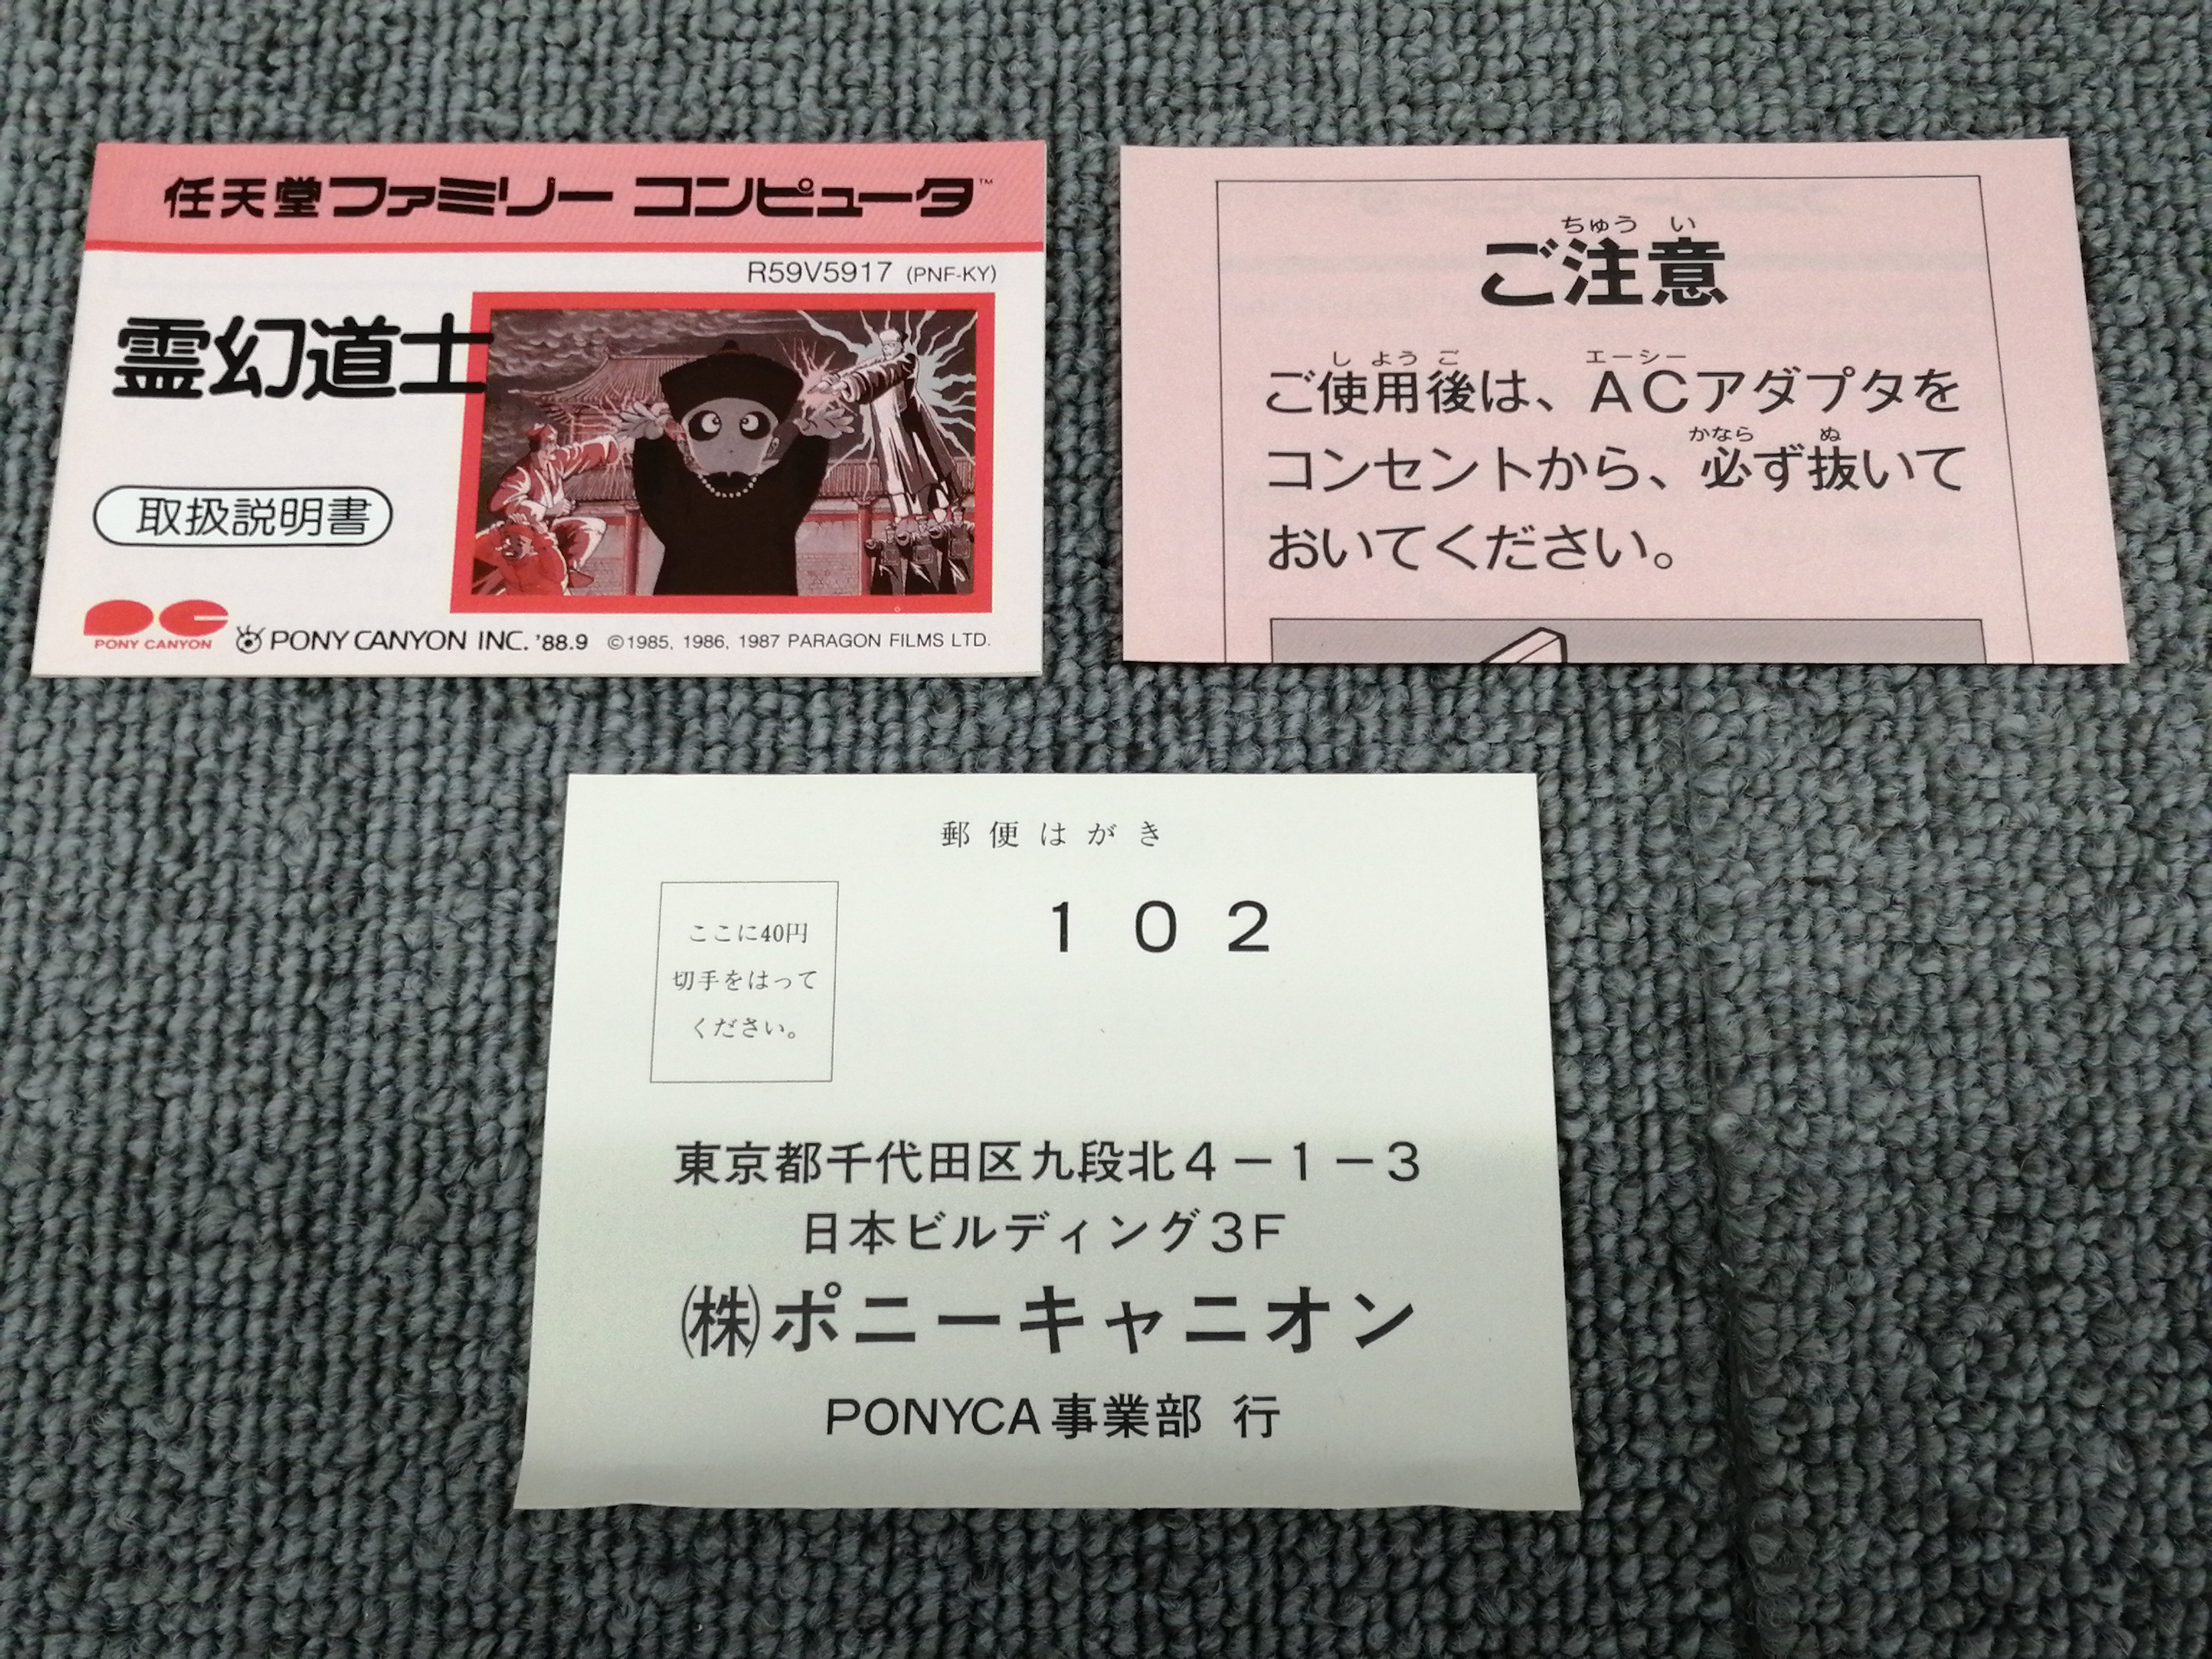 任天堂ファミリー コンピュータ™
R59V5917 (PNF-KY)
霊幻道士
取扱説明書
PONY CANYON
PONY CANYON INC. '88.9 ©1985, 1986, 1987 PARAGON FILMS LTD.
ちゅう い
ご注意
し よう ご エーシー
ご使用後は、ACアダプタを
かなら ぬ
コンセントから、必ず抜いて
おいてください。
郵便はがき
ここに40円
切手をはって
ください。
102
東京都千代田区九段北4-1-3
日本ビルディング3F
㈱ポニーキャニオン
PONYCA事業部 行